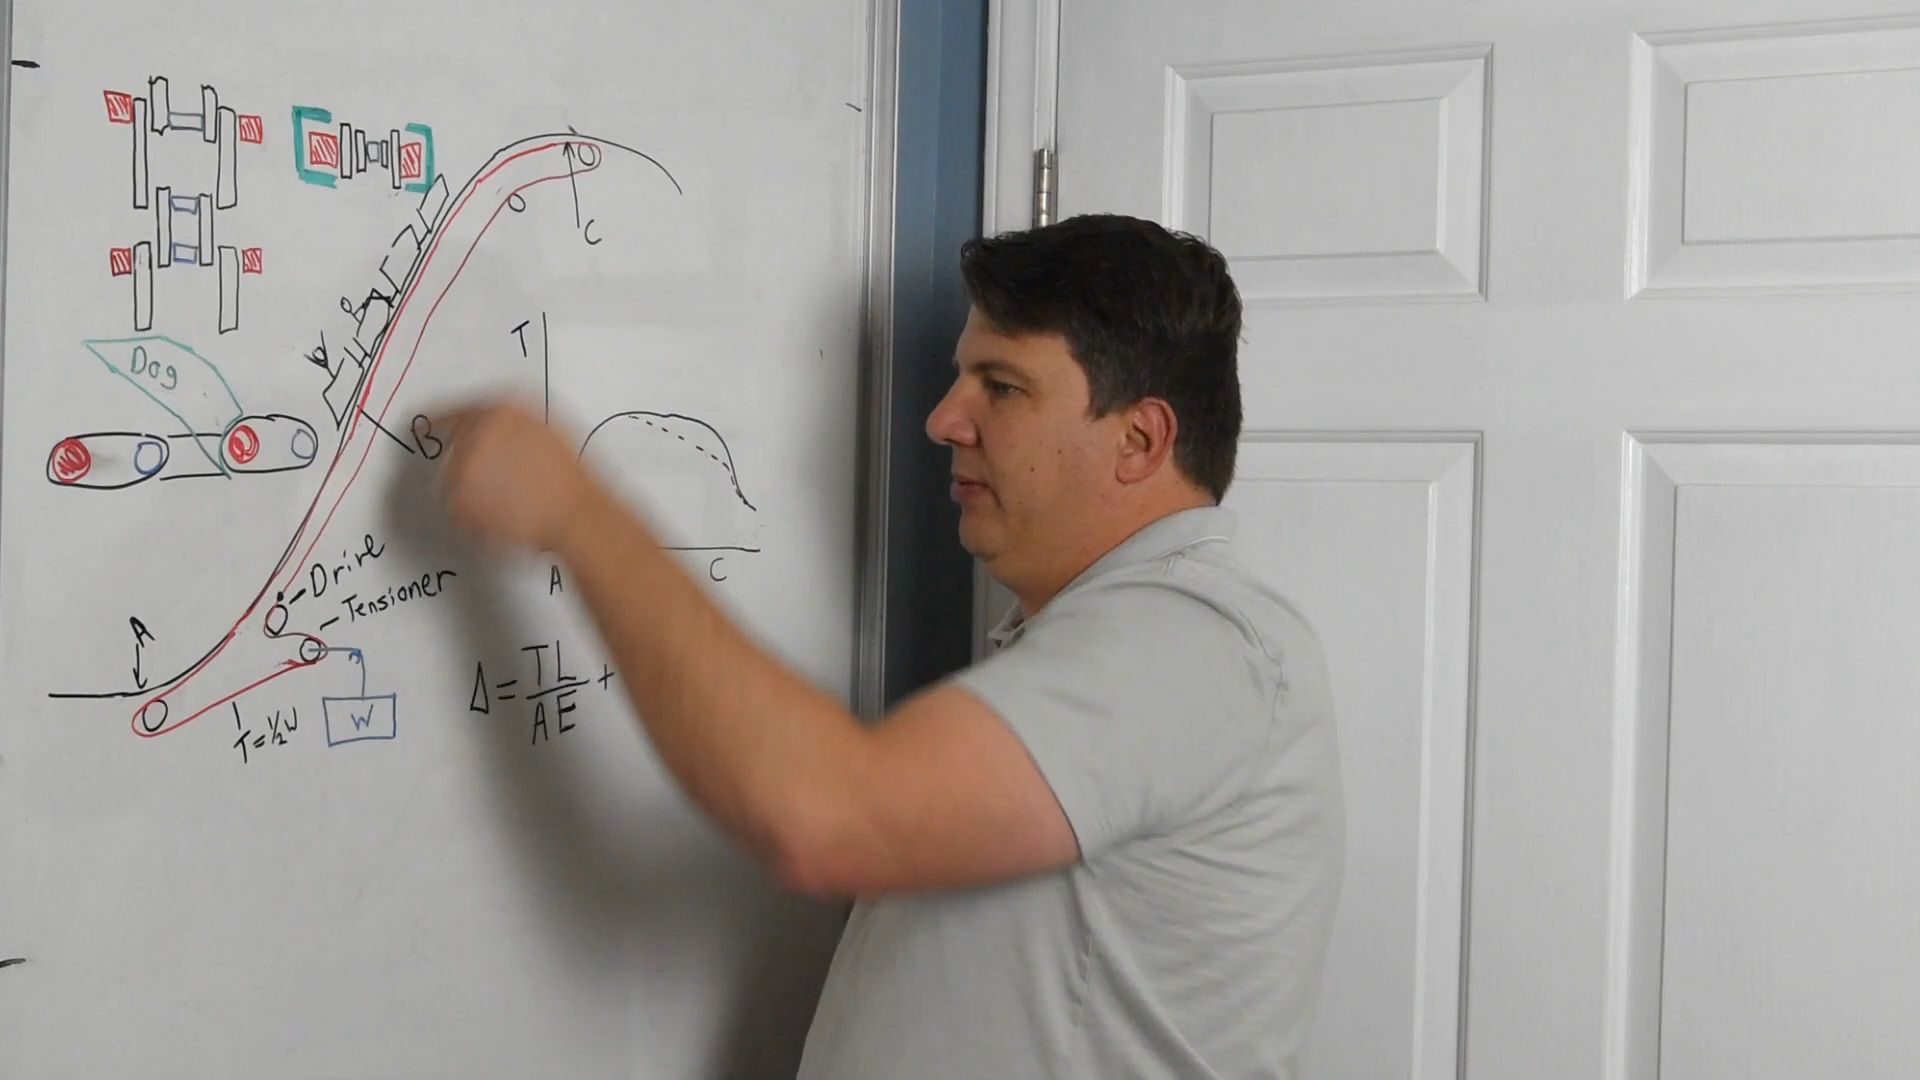 C
T
Dog
B
Drive
Tensioner
A
A
C
Δ = TL/AE +
W
T=½W